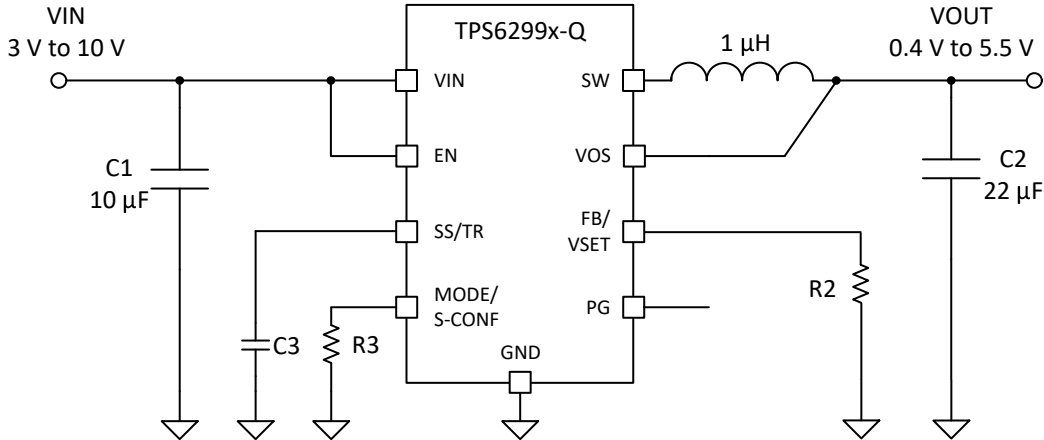 VIN
3 V to 10 V
TPS6299x-Q
VOUT
0.4 V to 5.5 V
1 µH
VIN
SW
EN
VOS
C1
10 µF
C2
22 µF
SS/TR
FB/
VSET
MODE/
S-CONF
PG
R2
C3
R3
GND